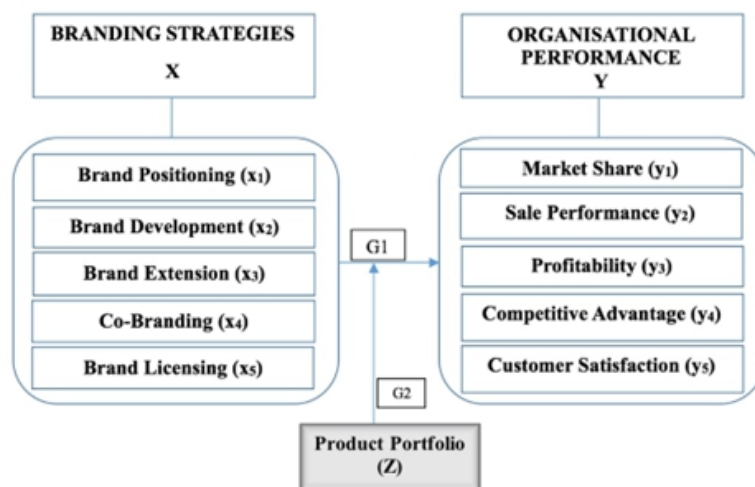 BRANDING STRATEGIES
X
ORGANISATIONAL
PERFORMANCE
Y
Brand Positioning (x₁)
Brand Development (x₂)
Brand Extension (x₃)
Co-Branding (x₄)
Brand Licensing (x₅)
G1
Market Share (y₁)
Sale Performance (y₂)
Profitability (y₃)
Competitive Advantage (y₄)
Customer Satisfaction (y₅)
G2
Product Portfolio
(Z)